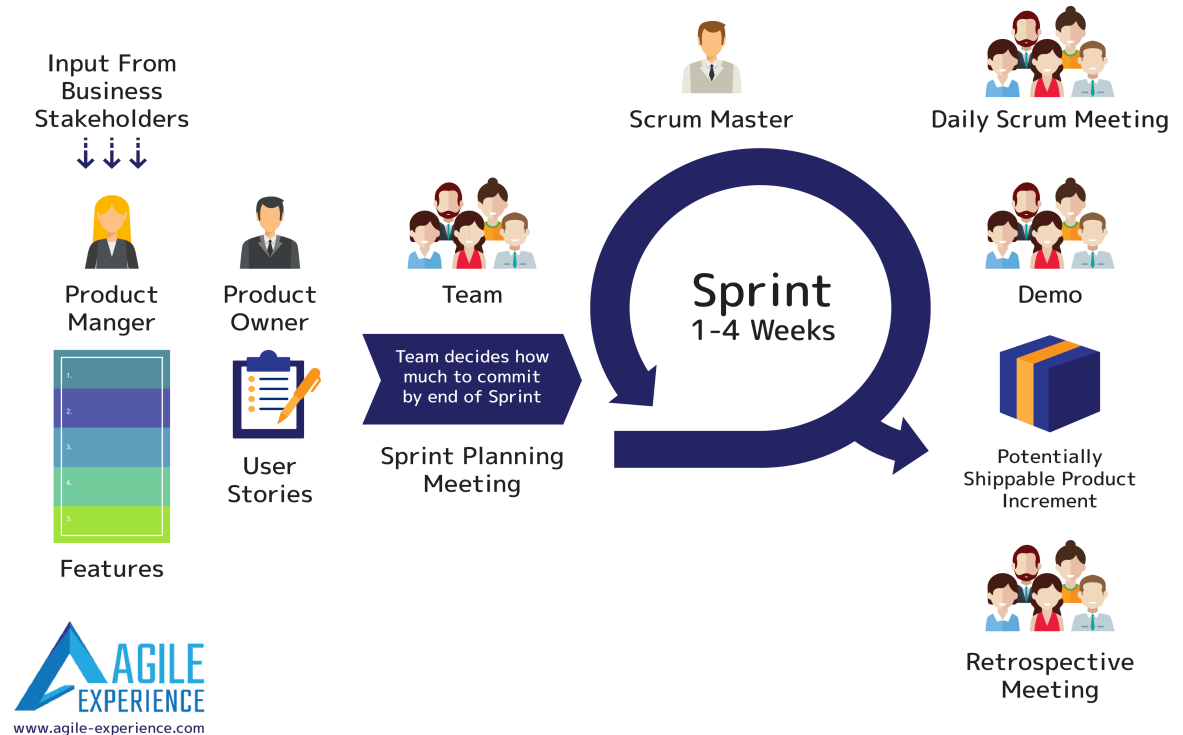 Input From
Business
Stakeholders
Product
Manger
1.
2.
3.
4.
5.
Features
Product
Owner
User
Stories
Team
Team decides how
much to commit
by end of Sprint
Sprint Planning
Meeting
Scrum Master
Sprint
1-4 Weeks
Daily Scrum Meeting
Demo
Potentially
Shippable Product
Increment
Retrospective
Meeting
AGILE
EXPERIENCE
www.agile-experience.com